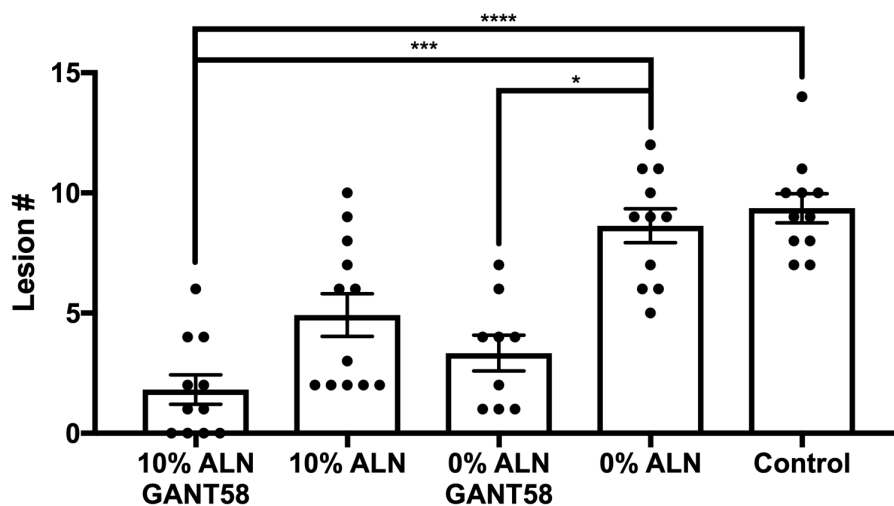 ****
***
*
15
10
5
0
Lesion #
10% ALN
GANT58
10% ALN
0% ALN
GANT58
0% ALN
Control